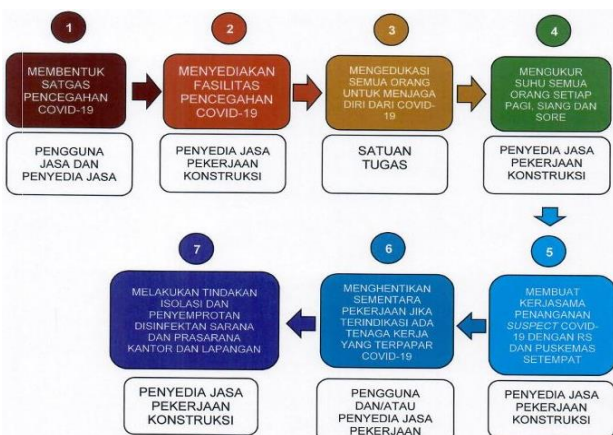 1
MEMBENTUK
SATGAS
PENCEGAHAN
COVID-19
PENGGUNA
JASA DAN
PENYEDIA JASA
2
MENYEDIAKAN
FASILITAS
PENCEGAHAN
COVID-19
PENYEDIA JASA
PEKERJAAN
KONSTRUKSI
3
MENGEDUKASI
SEMUA ORANG
UNTUK MENJAGA
DIRI DARI COVID-
19
SATUAN
TUGAS
4
MENGUKUR
SUHU SEMUA
ORANG SETIAP
PAGI, SIANG DAN
SORE
PENYEDIA JASA
PEKERJAAN
KONSTRUKSI
5
MEMBUAT
KERJASAMA
PENANGANAN
SUSPECT COVID-
19 DENGAN RS
DAN PUSKEMAS
SETEMPAT
PENYEDIA JASA
PEKERJAAN
KONSTRUKSI
6
MENGHENTIKAN
SEMENTARA
PEKERJAAN JIKA
TERINDIKASI ADA
TENAGA KERJA
YANG TERPAPAR
COVID-19
PENGGUNA
DAN/ATAU
PENYEDIA JASA
PEKERJAAN
7
MELAKUKAN TINDAKAN
ISOLASI DAN
PENYEMPROTAN
DISINFEKTAN SARANA
DAN PRASARANA
KANTOR DAN LAPANGAN
PENYEDIA JASA
PEKERJAAN
KONSTRUKSI